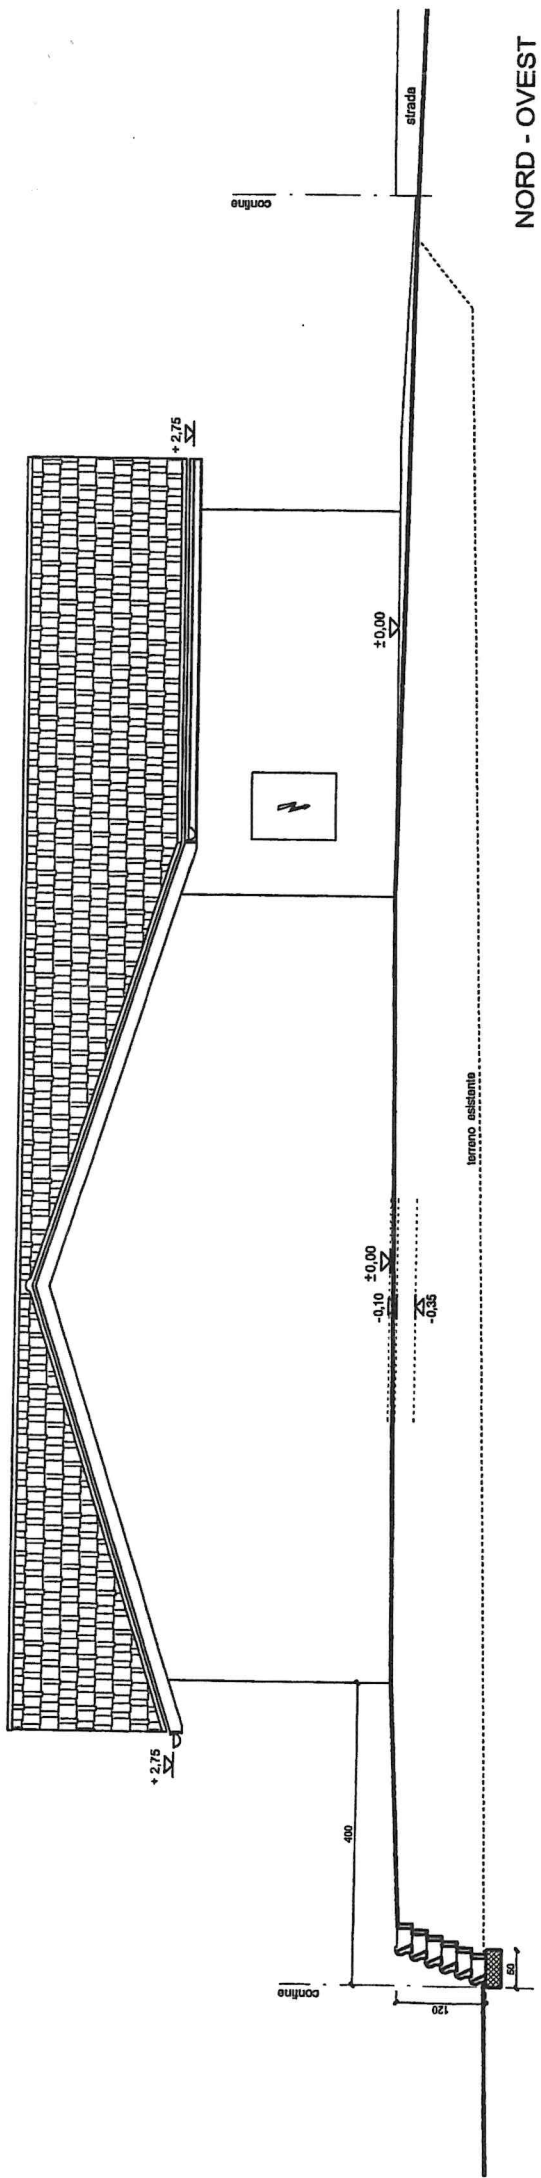 confine
120
50
400
+ 2,75
-0,10
±0,00
-0,35
terreno esistente
±0,00
+ 2,75
confine
strada
NORD - OVEST